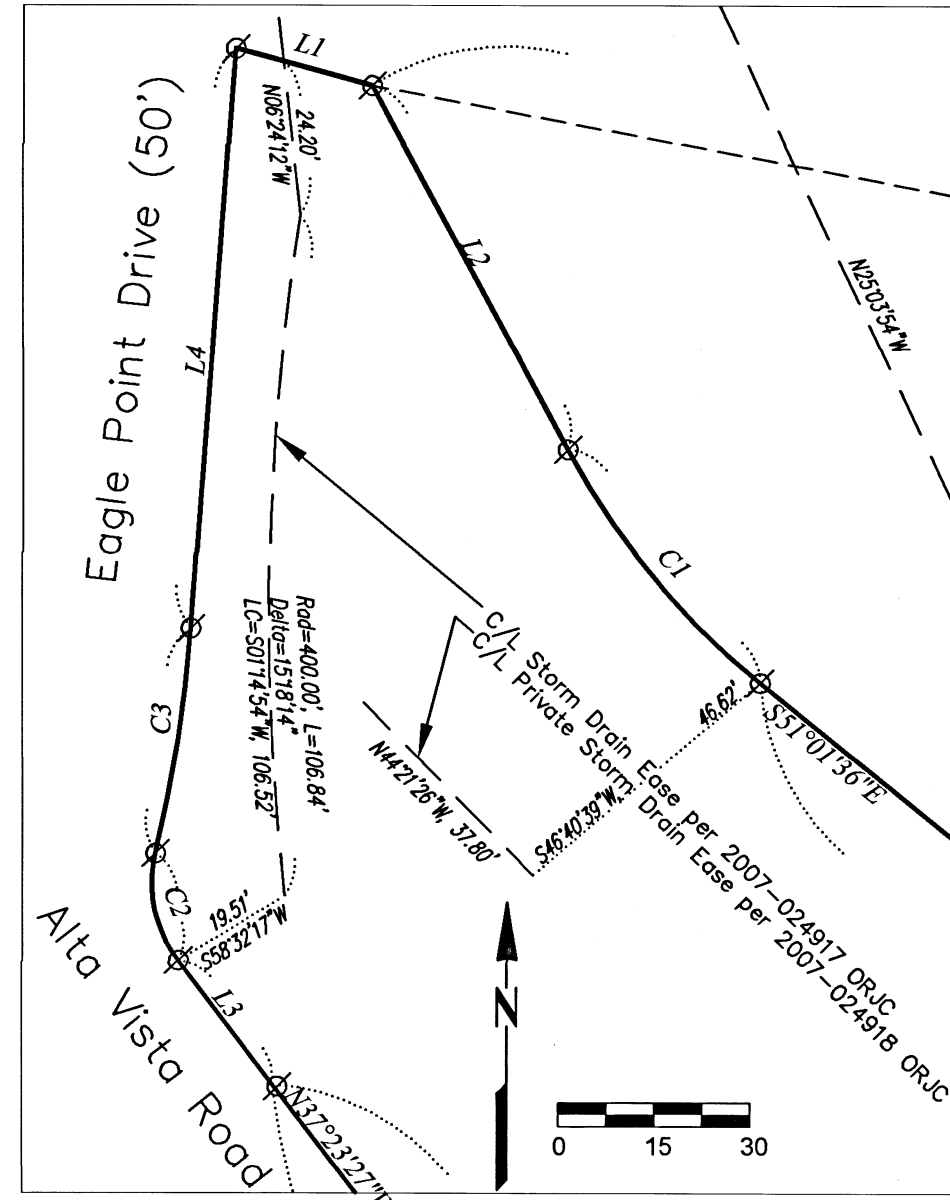 L1
24.20'
N06°24'12"W
Eagle Point Drive (50')
L2
N25°03'54"W
L4
C1
C/L Storm Drain Ease per 2007-024917 ORJC
C/L Private Storm Drain Ease per 2007-024918 ORJC
Rad=400.00', L=106.84'
Delta=15°18'14"
LC=S01°14'54"W, 106.52'
C3
46.62'
S46°40'39"W
S51°01'36"E
N44°21'26"W, 37.80'
C2
19.51'
S58°32'17"W
L3
Alta Vista Road
N37°23'27"
N
0 15 30